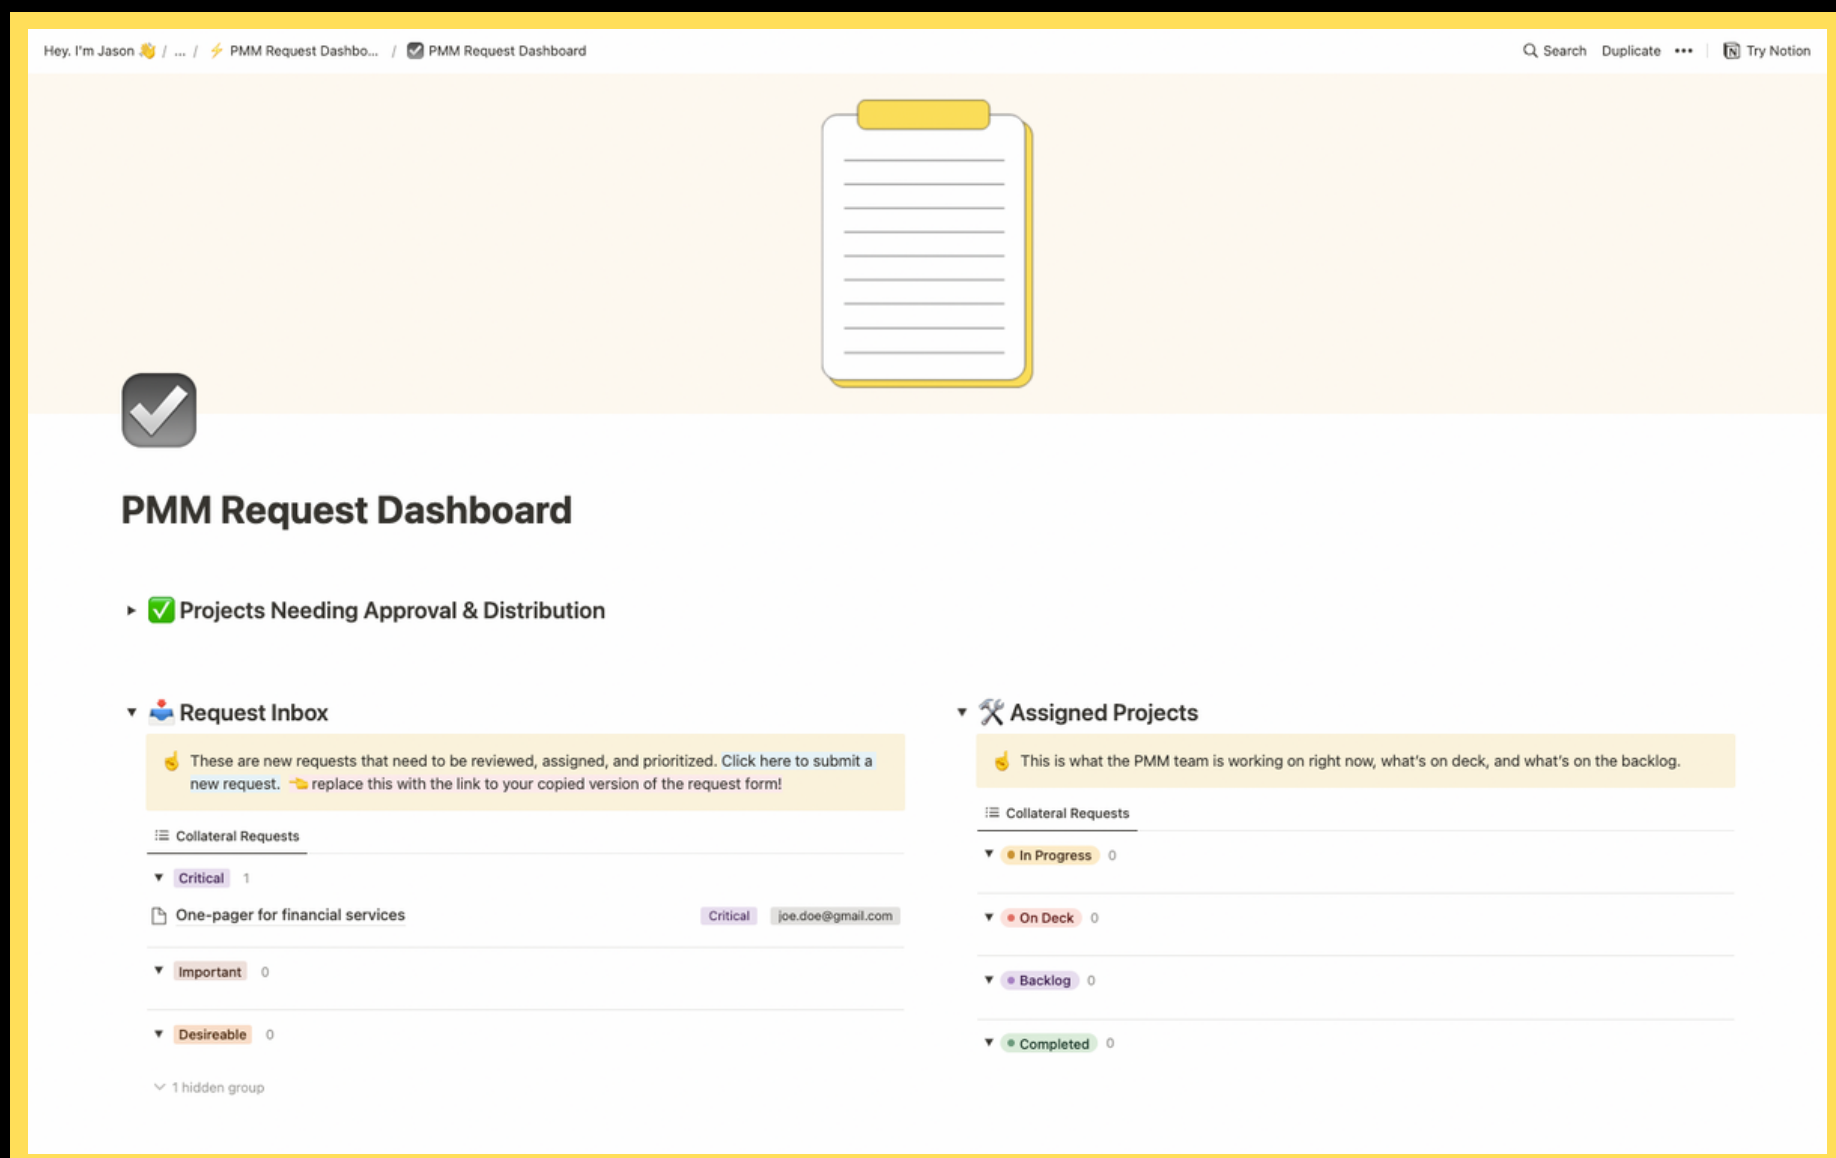 Hey, I'm Jason 👋 / ... / ⚡ PMM Request Dashbo... / ☑️ PMM Request Dashboard
Search Duplicate ••• Try Notion
PMM Request Dashboard
✅ Projects Needing Approval & Distribution
📥 Request Inbox
☝️ These are new requests that need to be reviewed, assigned, and prioritized. Click here to submit a
new request. 👈 replace this with the link to your copied version of the request form!
Collateral Requests
Critical 1
One-pager for financial services Critical joe.doe@gmail.com
Important 0
Desireable 0
1 hidden group
🛠️ Assigned Projects
☝️ This is what the PMM team is working on right now, what's on deck, and what's on the backlog.
Collateral Requests
In Progress 0
On Deck 0
Backlog 0
Completed 0